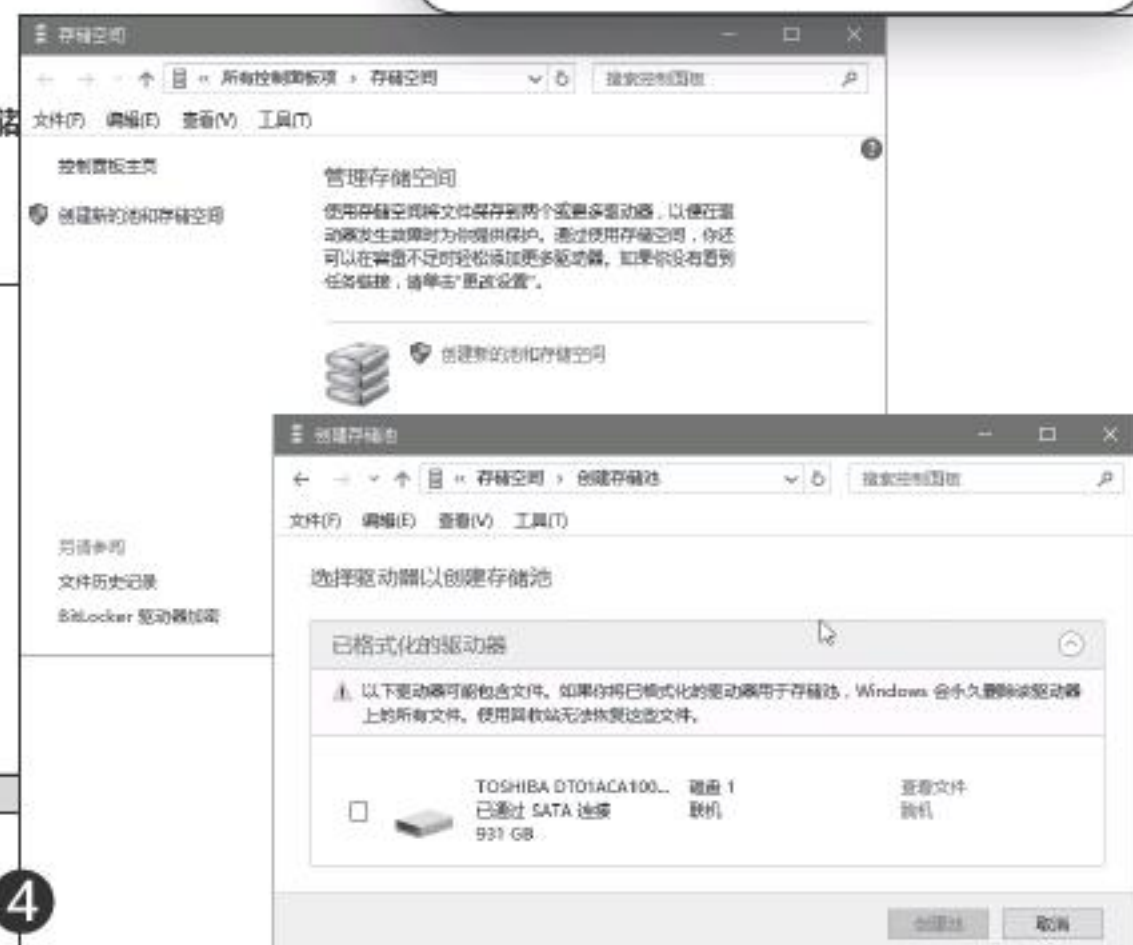 储
存储空间
« 所有控制面板项 › 存储空间
搜索控制面板
文件(F) 编辑(E) 查看(V) 工具(T)
控制面板主页
创建新的池和存储空间
管理存储空间
使用存储空间将文件保存到两个或更多驱动器，以便在驱
动器发生故障时为你提供保护。通过使用存储空间，你还
可以在容量不足时轻松添加更多驱动器。如果你没有看到
任务链接，请单击"更改设置"。
创建新的池和存储空间
另请参阅
文件历史记录
BitLocker 驱动器加密
创建存储池
« 存储空间 › 创建存储池
搜索控制面板
文件(F) 编辑(E) 查看(V) 工具(T)
选择驱动器以创建存储池
已格式化的驱动器
以下驱动器可能包含文件。如果你将已格式化的驱动器用于存储池，Windows 会永久删除该驱动器
上的所有文件。使用回收站无法恢复这些文件。
TOSHIBA DT01ACA100... 磁盘 1 查看文件
已通过 SATA 连接 联机 脱机
931 GB
创建池 取消
4